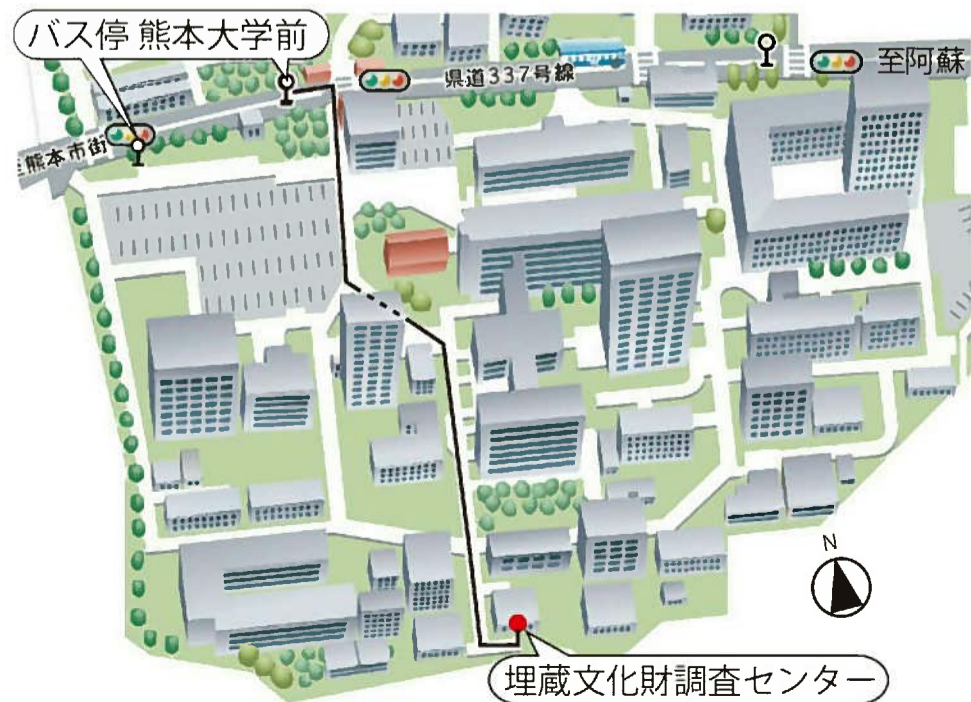 バス停 熊本大学前
県道337号線
至阿蘇
熊本市街
N
埋蔵文化財調査センター